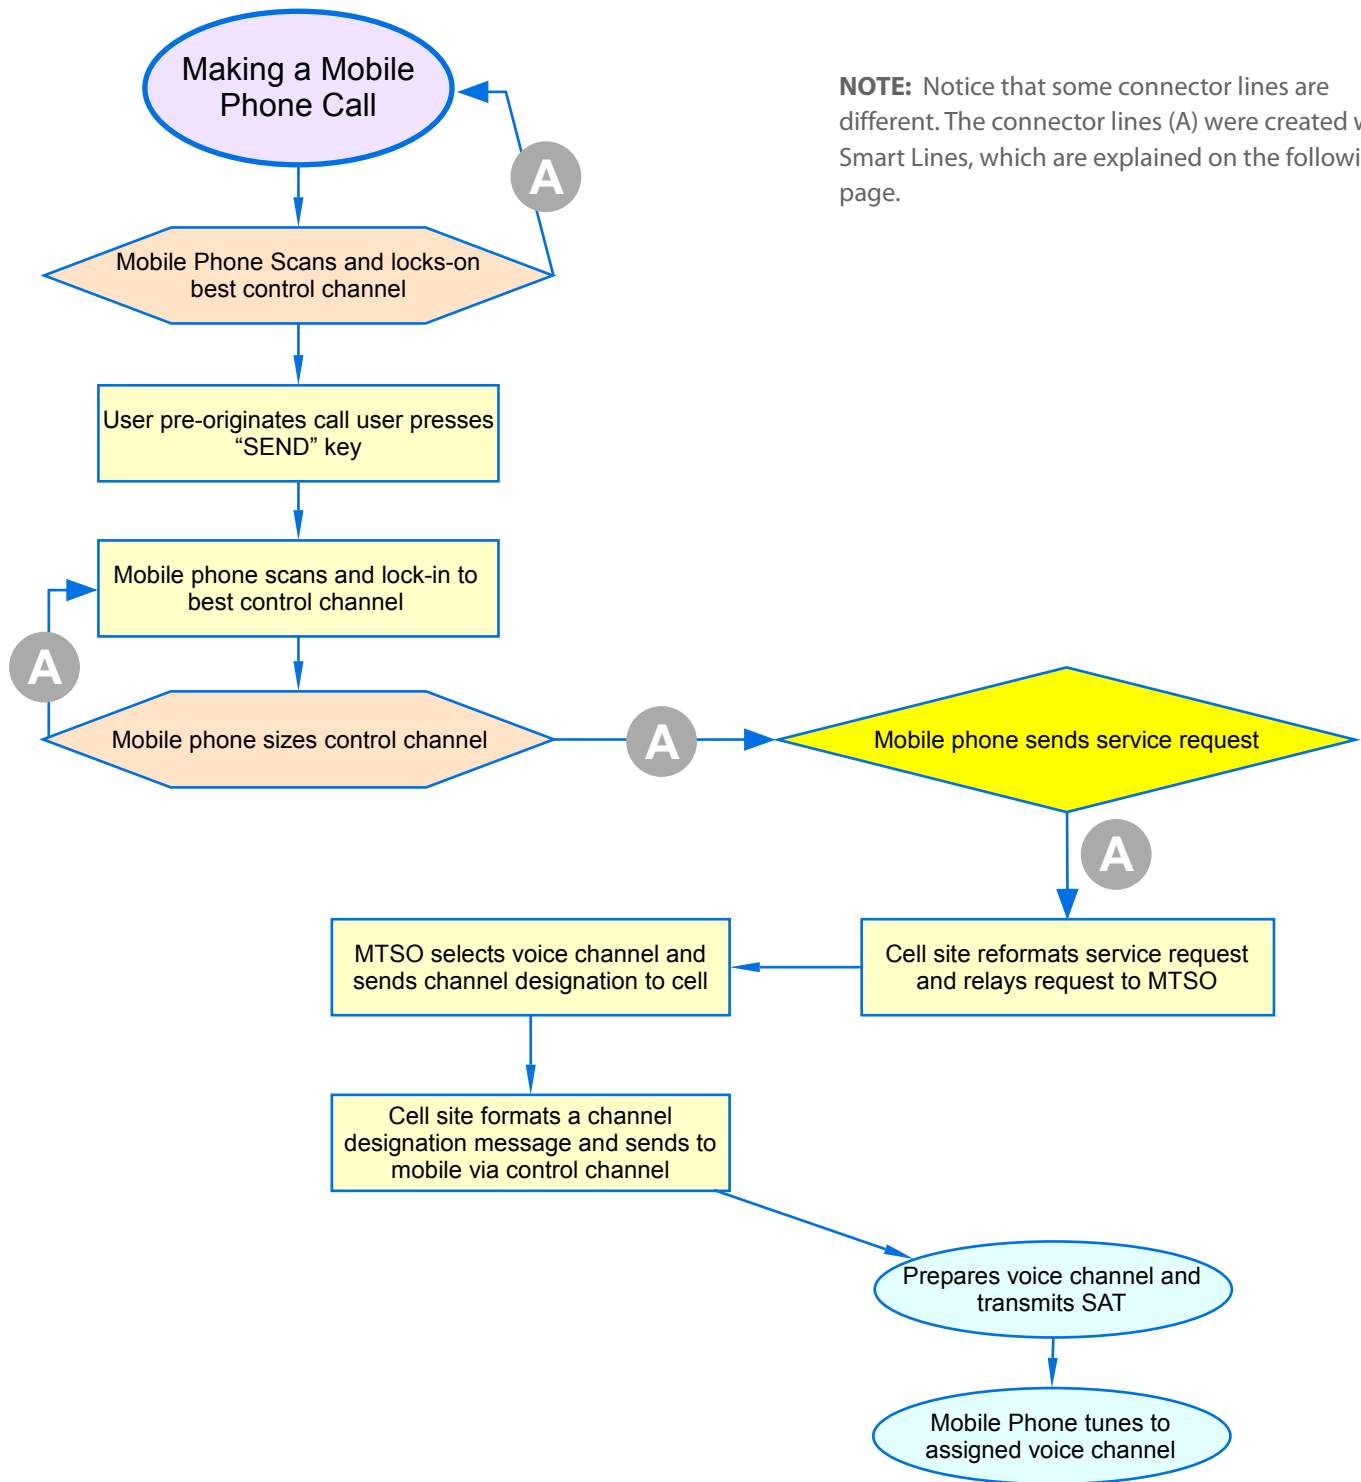 Making a Mobile
Phone Call
NOTE: Notice that some connector lines are
different. The connector lines (A) were created
Smart Lines, which are explained on the
page.
A
Mobile Phone Scans and locks-on
best control channel
User pre-originates call user presses
“SEND” key
Mobile phone scans and lock-in to
best control channel
A
Mobile phone sizes control channel
A
Mobile phone sends service request
A
Cell site reformats service request
and relays request to MTSO
MTSO selects voice channel and
sends channel designation to cell
Cell site formats a channel
designation message and sends to
mobile via control channel
Prepares voice channel and
transmits SAT
Mobile Phone tunes to
assigned voice channel